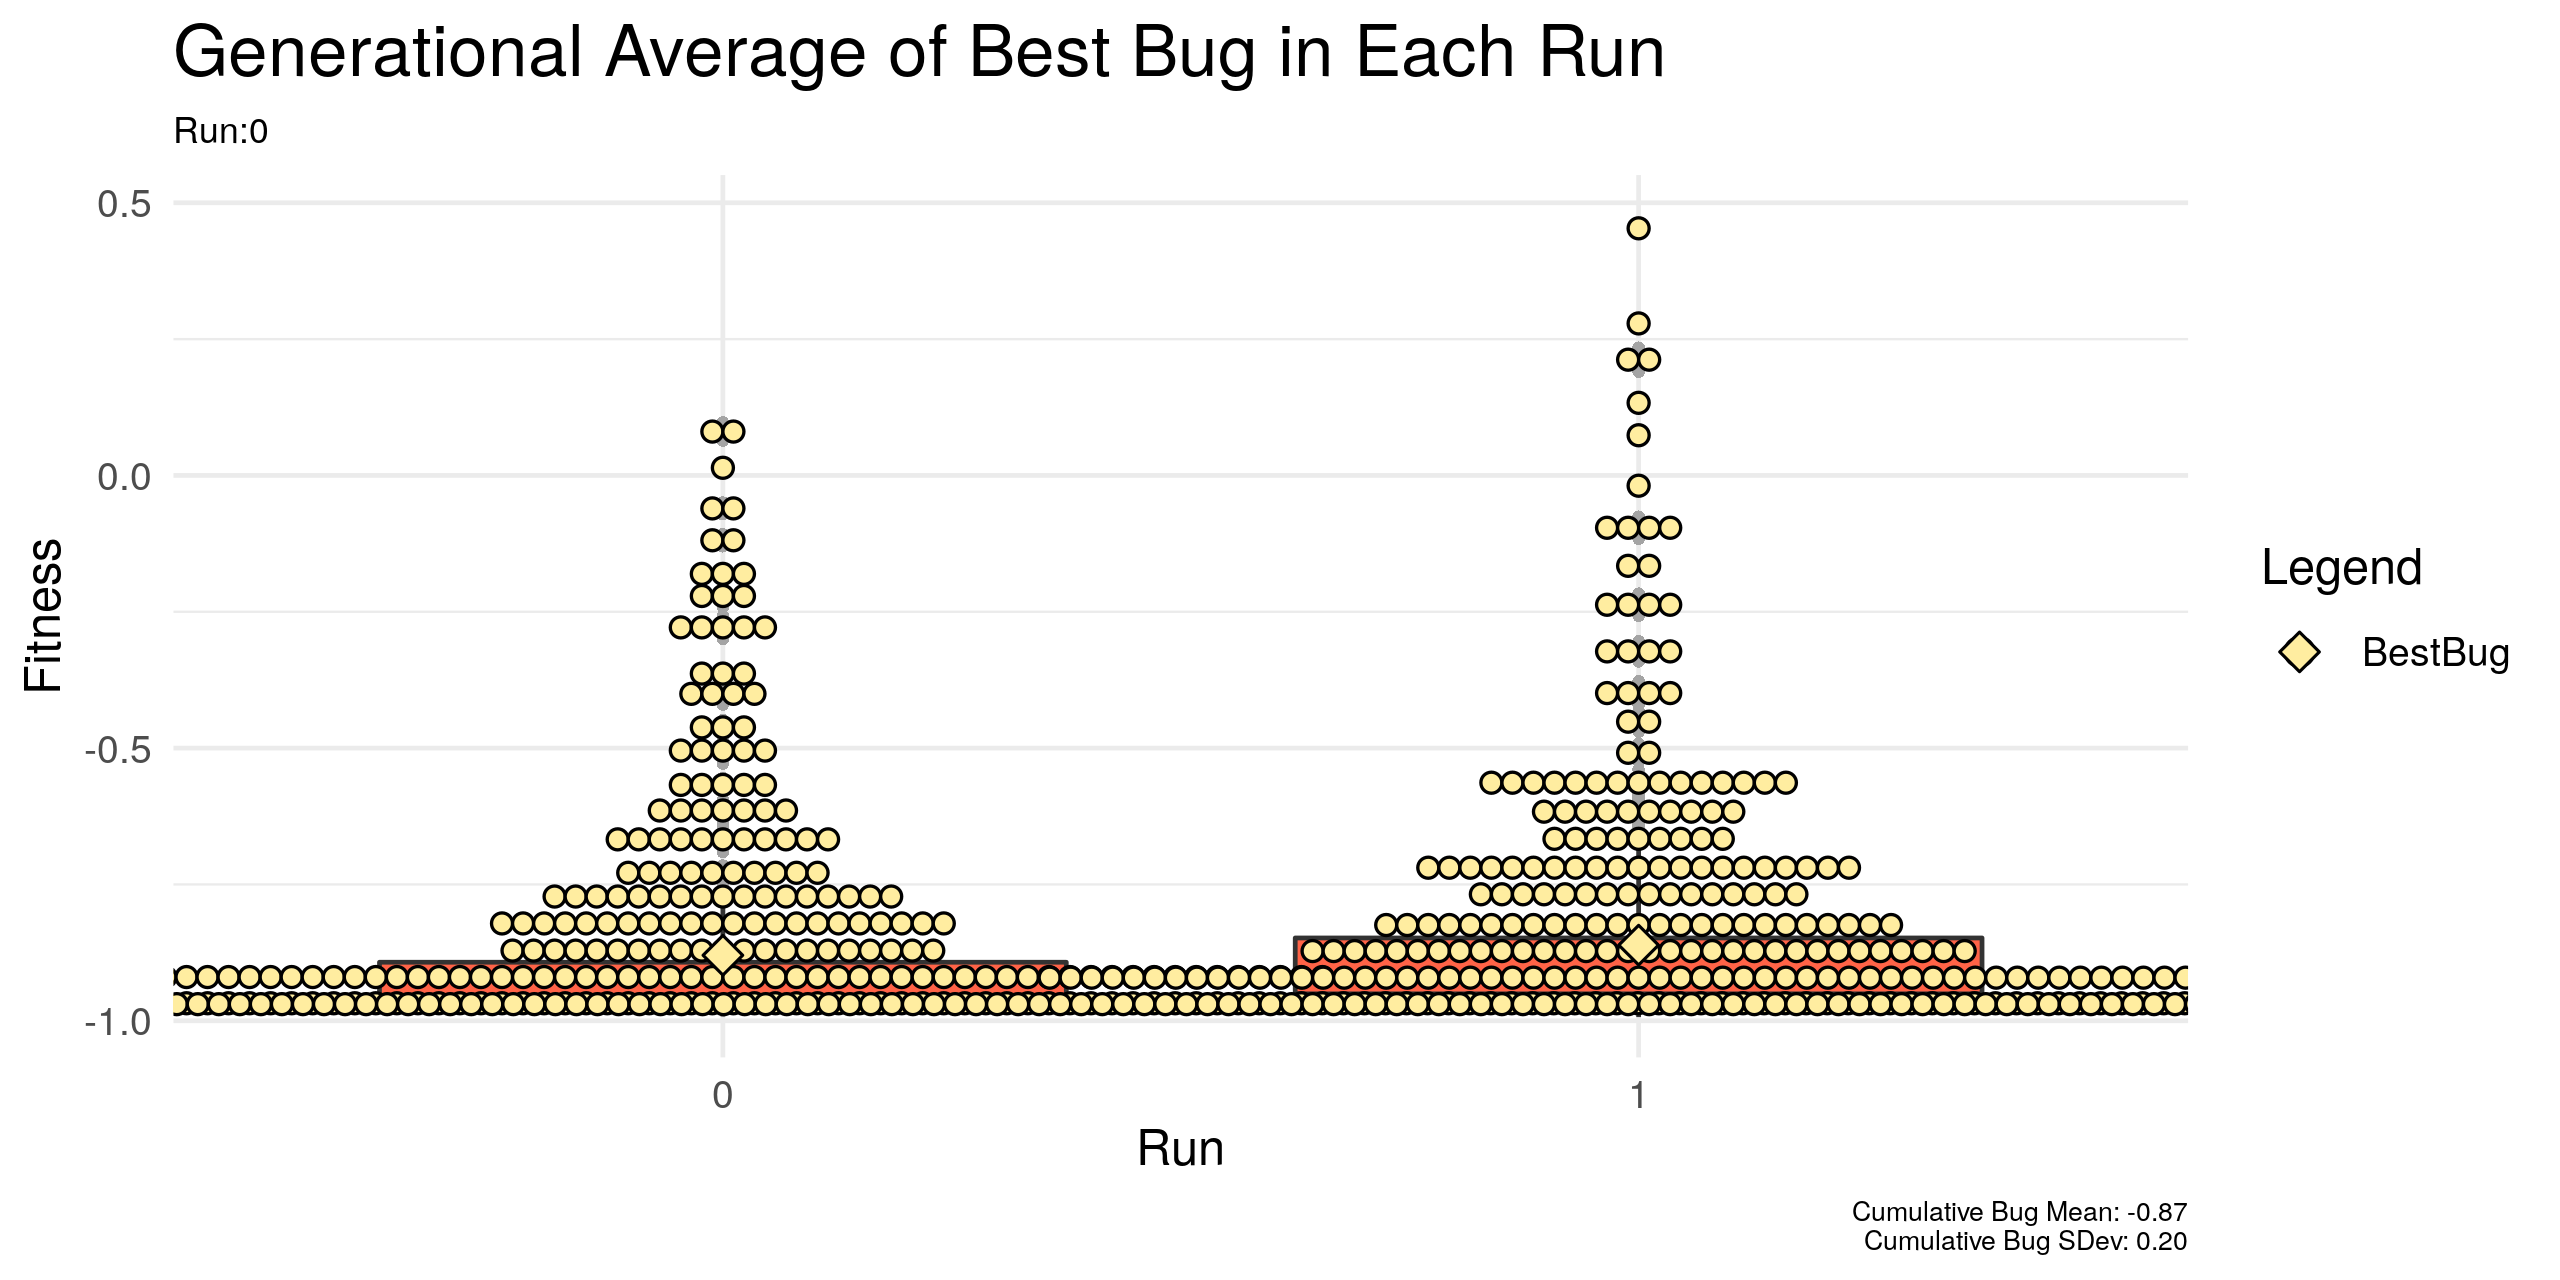 Generational Average of Best Bug in Each Run
Run:0
0.5
0.0
-0.5
-1.0
Fitness
0
1
Run
Legend
BestBug
Cumulative Bug Mean: -0.87
Cumulative Bug SDev: 0.20